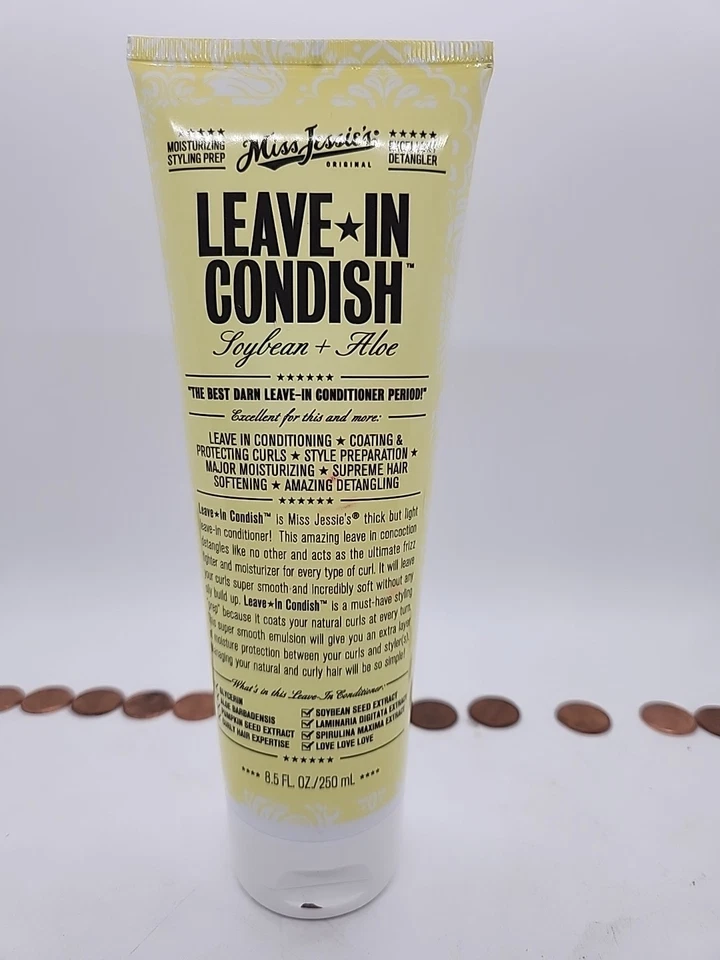 ★★★★★
MOISTURIZING
STYLING PREP
Miss Jessie's®
ORIGINAL
★★★★★
DETANGLER
LEAVE★IN
CONDISH™
Soybean + Aloe
★★★★★★
"THE BEST DARN LEAVE-IN CONDITIONER PERIOD!"
Excellent for this and more:
LEAVE IN CONDITIONING ★ COATING &
PROTECTING CURLS ★ STYLE PREPARATION ★
MAJOR MOISTURIZING ★ SUPREME HAIR
SOFTENING ★ AMAZING DETANGLING
★★★★★★
Leave★In Condish™ is Miss Jessie's® thick but light
leave-in conditioner! This amazing leave in concoction
detangles like no other and acts as the ultimate frizz
fighter and moisturizer for every type of curl. It will leave
your curls super smooth and incredibly soft without any
build up. Leave★In Condish™ is a must-have styling
"prep" because it coats your natural curls at every turn.
super smooth emulsion will give you an extra layer
moisture protection between your curls and styler(s).
your natural and curly hair will be so simple!
What's in this Leave-In Conditioner:
GLYCERIN
ALOE BARBADENSIS
PUMPKIN SEED EXTRACT
CURLY HAIR EXPERTISE
SOYBEAN SEED EXTRACT
LAMINARIA DIGITATA EXTRACT
SPIRULINA MAXIMA EXTRACT
LOVE LOVE LOVE
★★★★★★
★★★★ 8.5 FL. OZ./250 mL ★★★★